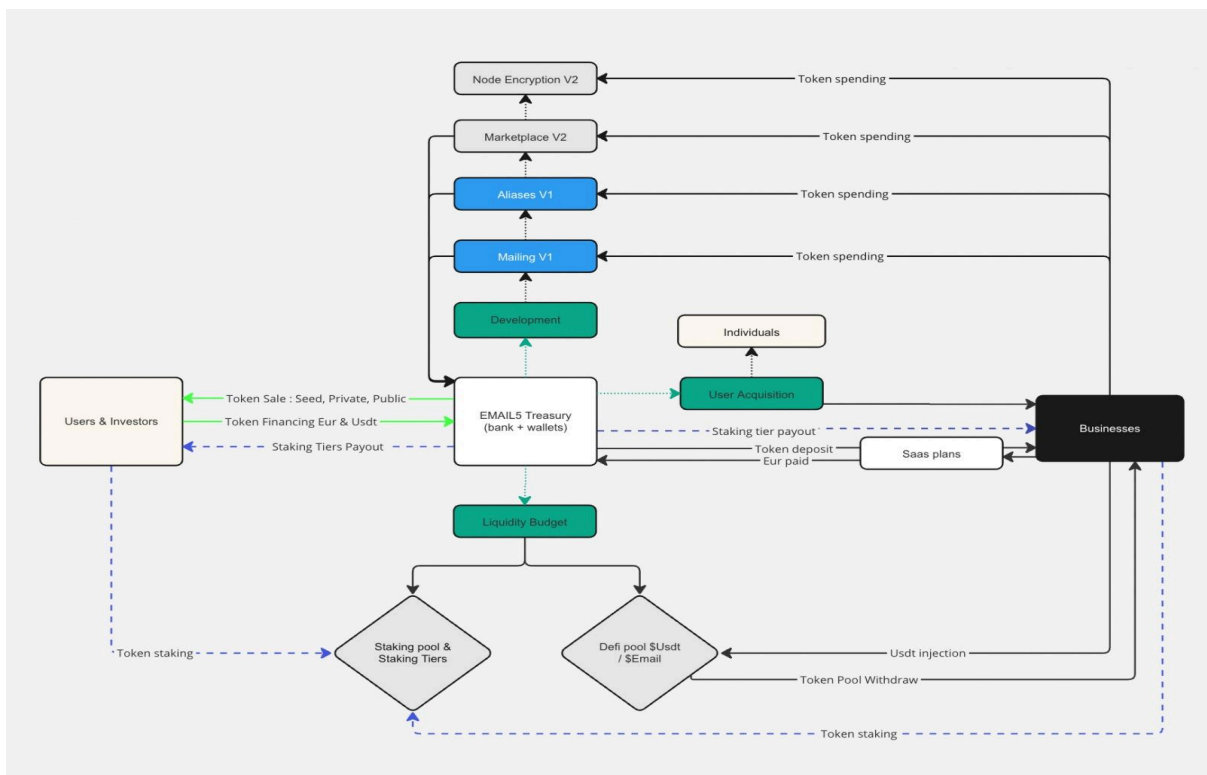 Node Encryption V2
Token spending
Marketplace V2
Token spending
Aliases V1
Token spending
Mailing V1
Token spending
Development
Individuals
Users & Investors
Token Sale : Seed, Private, Public
Token Financing Eur & Usdt
Staking Tiers Payout
EMAIL5 Treasury
(bank + wallets)
User Acquisition
Staking tier payout
Token deposit
Eur paid
Saas plans
Businesses
Liquidity Budget
Token staking
Staking pool &
Staking Tiers
Defi pool $Usdt
/ $Email
Usdt injection
Token Pool Withdraw
Token staking